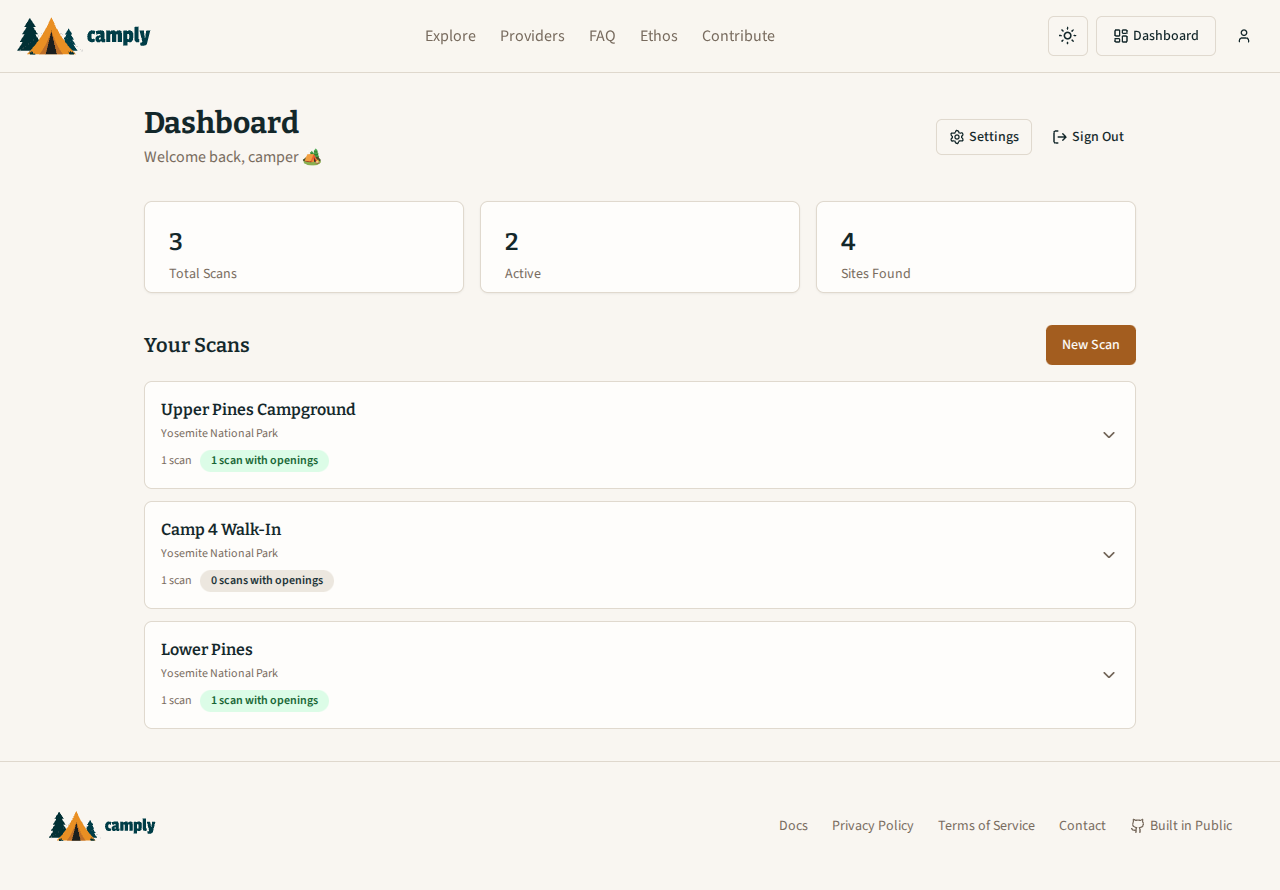 camply
Explore Providers FAQ Ethos Contribute
Dashboard
Dashboard
Welcome back, camper 🏕️
Settings Sign Out
3
Total Scans
2
Active
4
Sites Found
Your Scans
New Scan
Upper Pines Campground
Yosemite National Park
1 scan 1 scan with openings
Camp 4 Walk-In
Yosemite National Park
1 scan 0 scans with openings
Lower Pines
Yosemite National Park
1 scan 1 scan with openings
camply
Docs Privacy Policy Terms of Service Contact Built in Public